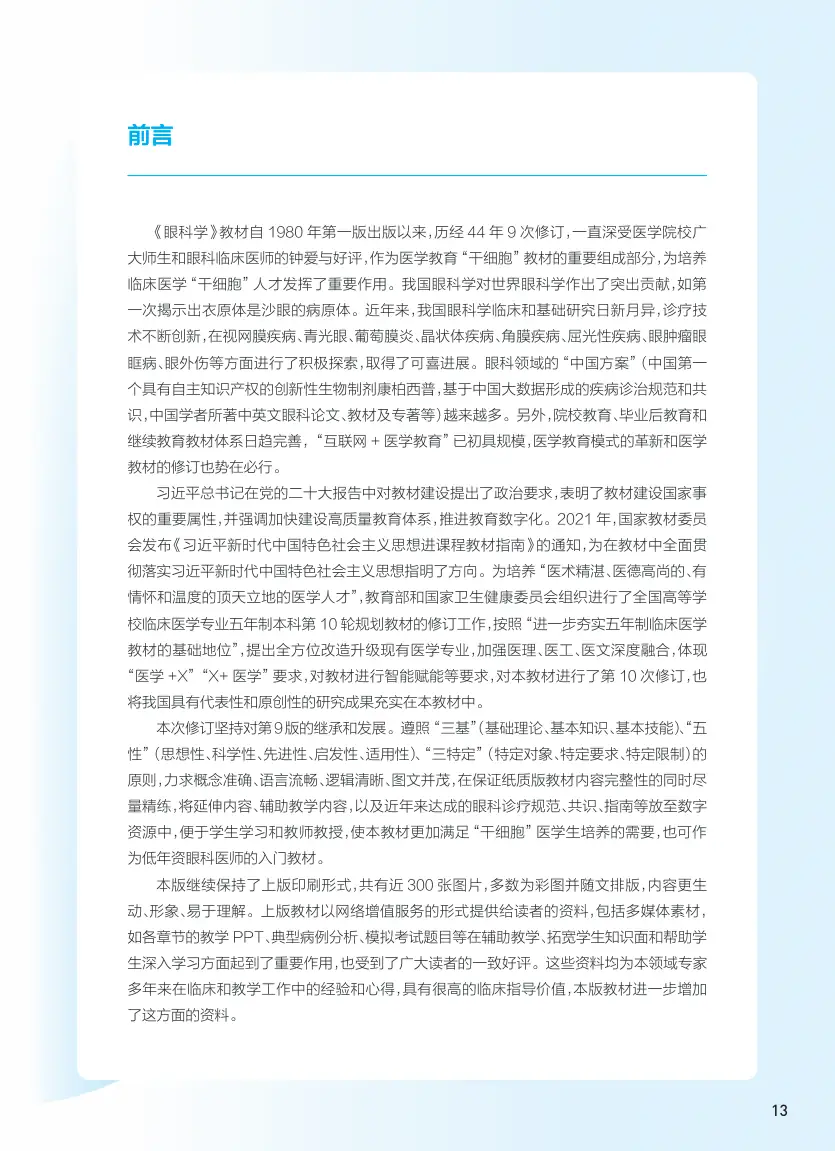 前言
《眼科学》教材自 1980 年第一版出版以来，历经 44 年 9 次修订，一直深受医学院校广
大师生和眼科临床医师的钟爱与好评，作为医学教育“干细胞”教材的重要组成部分，为培养
临床医学“干细胞”人才发挥了重要作用。我国眼科学对世界眼科学作出了突出贡献，如第
一次揭示出衣原体是沙眼的病原体。近年来，我国眼科学临床和基础研究日新月异，诊疗技
术不断创新，在视网膜疾病、青光眼、葡萄膜炎、晶状体疾病、角膜疾病、屈光性疾病、眼肿瘤眼
眶病、眼外伤等方面进行了积极探索，取得了可喜进展。眼科领域的“中国方案”（中国第一
个具有自主知识产权的创新性生物制剂康柏西普，基于中国大数据形成的疾病诊治规范和共
识，中国学者所著中英文眼科论文、教材及专著等）越来越多。另外，院校教育、毕业后教育和
继续教育教材体系日趋完善，“互联网 + 医学教育”已初具规模，医学教育模式的革新和医学
教材的修订也势在必行。
习近平总书记在党的二十大报告中对教材建设提出了政治要求，表明了教材建设国家事
权的重要属性，并强调加快建设高质量教育体系，推进教育数字化。2021 年，国家教材委员
会发布《习近平新时代中国特色社会主义思想进课程教材指南》的通知，为在教材中全面贯
彻落实习近平新时代中国特色社会主义思想指明了方向。为培养“医术精湛、医德高尚的、有
情怀和温度的顶天立地的医学人才”，教育部和国家卫生健康委员会组织进行了全国高等学
校临床医学专业五年制本科第 10 轮规划教材的修订工作，按照“进一步夯实五年制临床医学
教材的基础地位”，提出全方位改造升级现有医学专业，加强医理、医工、医文深度融合，体现
“医学 +X”“X+ 医学”要求，对教材进行智能赋能等要求，对本教材进行了第 10 次修订，也
将我国具有代表性和原创性的研究成果充实在本教材中。
本次修订坚持对第 9 版的继承和发展。遵照“三基”（基础理论、基本知识、基本技能）、“五
性”（思想性、科学性、先进性、启发性、适用性）、“三特定”（特定对象、特定要求、特定限制）的
原则，力求概念准确、语言流畅、逻辑清晰、图文并茂，在保证纸质版教材内容完整性的同时尽
量精练，将延伸内容、辅助教学内容，以及近年来达成的眼科诊疗规范、共识、指南等放至数字
资源中，便于学生学习和教师教授，使本教材更加满足“干细胞”医学生培养的需要，也可作
为低年资眼科医师的入门教材。
本版继续保持了上版印刷形式，共有近 300 张图片，多数为彩图并随文排版，内容更生
动、形象、易于理解。上版教材以网络增值服务的形式提供给读者的资料，包括多媒体素材，
如各章节的教学 PPT、典型病例分析、模拟考试题目等在辅助教学、拓宽学生知识面和帮助学
生深入学习方面起到了重要作用，也受到了广大读者的一致好评。这些资料均为本领域专家
多年来在临床和教学工作中的经验和心得，具有很高的临床指导价值，本版教材进一步增加
了这方面的资料。
13